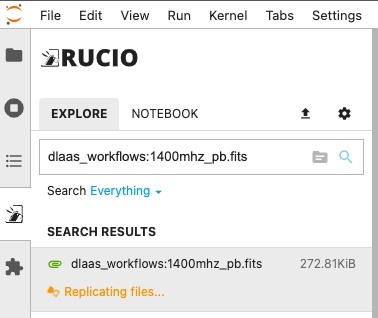 File Edit View Run Kernel Tabs Settings
RUCIO
EXPLORE NOTEBOOK
dlaas_workflows:1400mhz_pb.fits
Search Everything
SEARCH RESULTS
dlaas_workflows:1400mhz_pb.fits 272.81KiB
Replicating files...